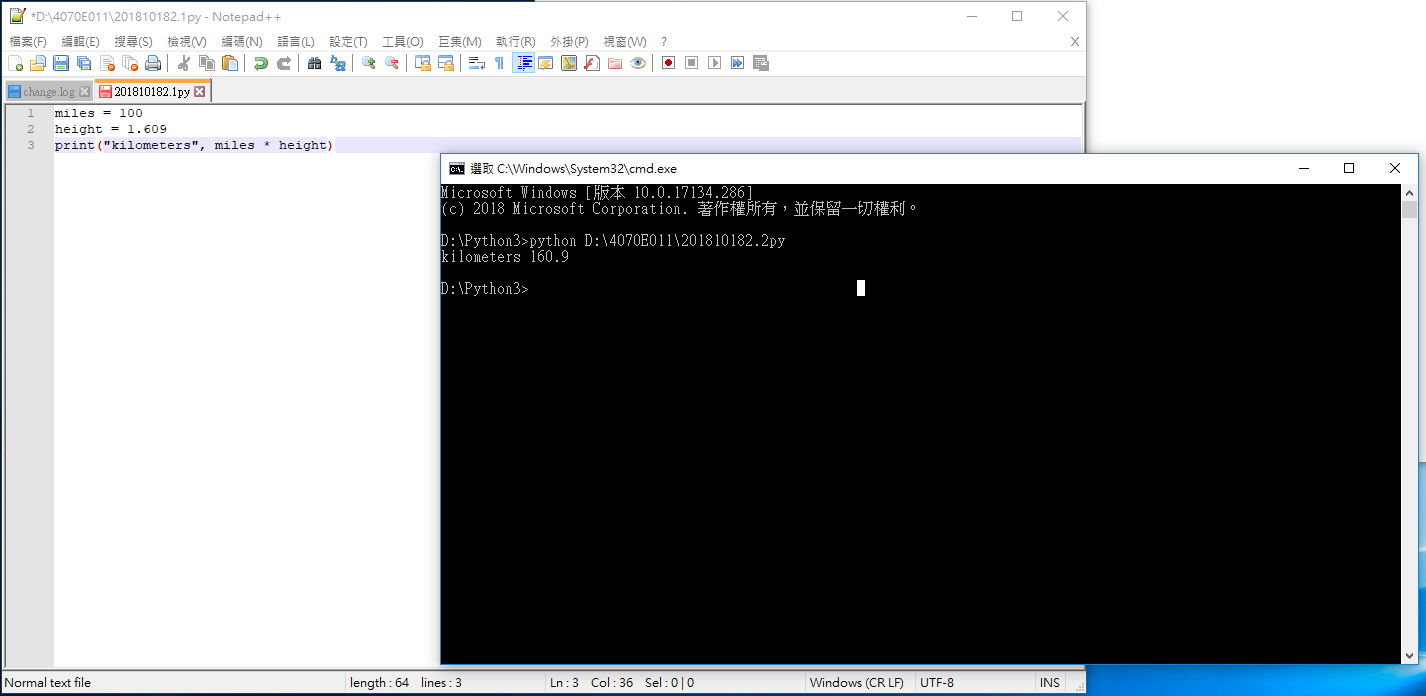 *D:\4070E011\201810182.1py - Notepad++
檔案(F) 編輯(E) 搜尋(S) 檢視(V) 編碼(N) 語言(L) 設定(T) 工具(O) 巨集(M) 執行(R) 外掛(P) 視窗(W) ? X
change.log 201810182.1py
1 miles = 100
2 height = 1.609
3 print("kilometers", miles * height)
選取 C:\Windows\System32\cmd.exe
Microsoft Windows [版本 10.0.17134.286]
(c) 2018 Microsoft Corporation. 著作權所有，並保留一切權利。
D:\Python3>python D:\4070E011\201810182.2py
kilometers 160.9
D:\Python3>
Normal text file length : 64 lines : 3 Ln : 3 Col : 36 Sel : 0 | 0 Windows (CR LF) UTF-8 INS